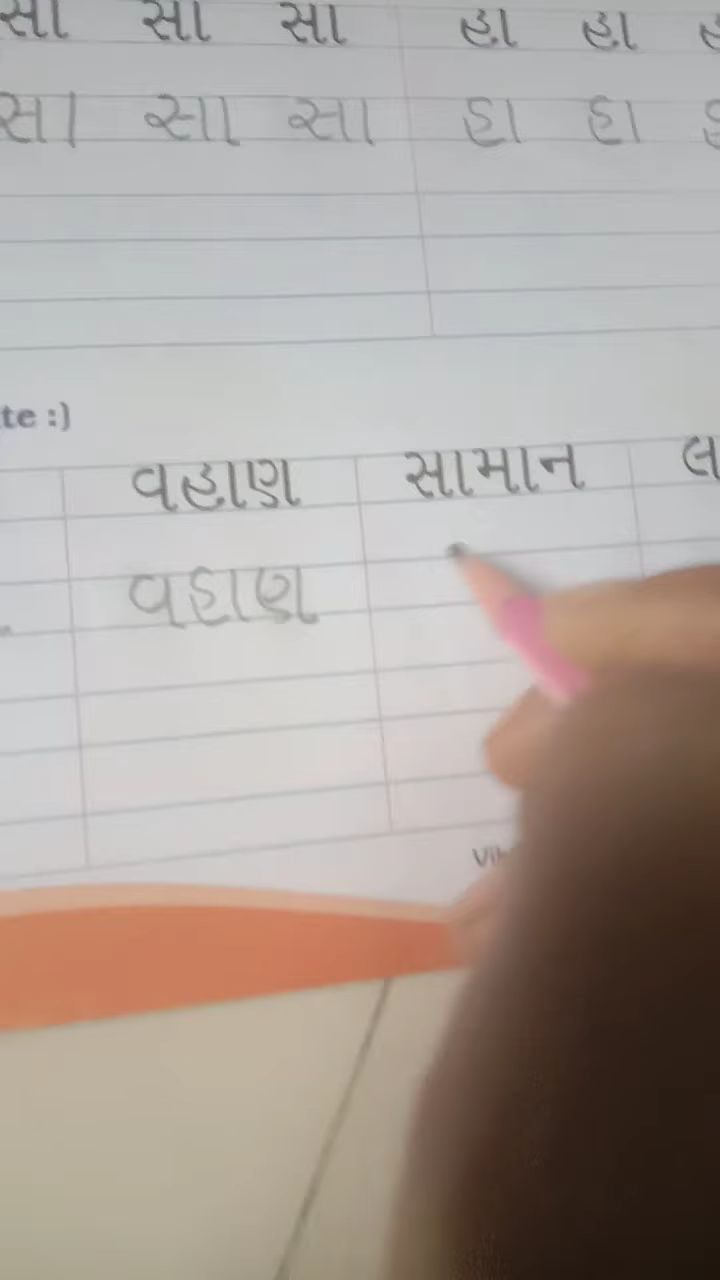 સા સા સા હા હા
સા સા સા હા હા
te :)
વહાણ સામાન લ
વહાણ